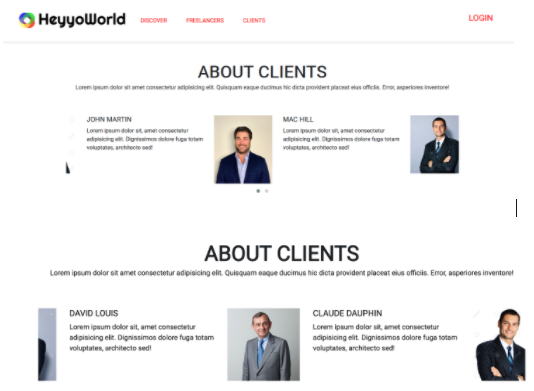 HeyyoWorld DISCOVER FREELANCERS CLIENTS LOGIN
ABOUT CLIENTS
Lorem ipsum dolor sit amet consectetur adipisicing elit. Quisquam eaque ducimus hic dicta provident placeat eius officiis. Error, asperiores inventore!
JOHN MARTIN
Lorem ipsum dolor sit, amet consectetur
adipisicing elit. Dignissimos dolore fuga totam
voluptates, architecto sed!
MAC HILL
Lorem ipsum dolor sit, amet consectetur
adipisicing elit. Dignissimos dolore fuga totam
voluptates, architecto sed!
ABOUT CLIENTS
Lorem ipsum dolor sit amet consectetur adipisicing elit. Quisquam eaque ducimus hic dicta provident placeat eius officiis. Error, asperiores inventore!
DAVID LOUIS
Lorem ipsum dolor sit, amet consectetur
adipisicing elit. Dignissimos dolore fuga totam
voluptates, architecto sed!
CLAUDE DAUPHIN
Lorem ipsum dolor sit, amet consectetur
adipisicing elit. Dignissimos dolore fuga totam
voluptates, architecto sed!